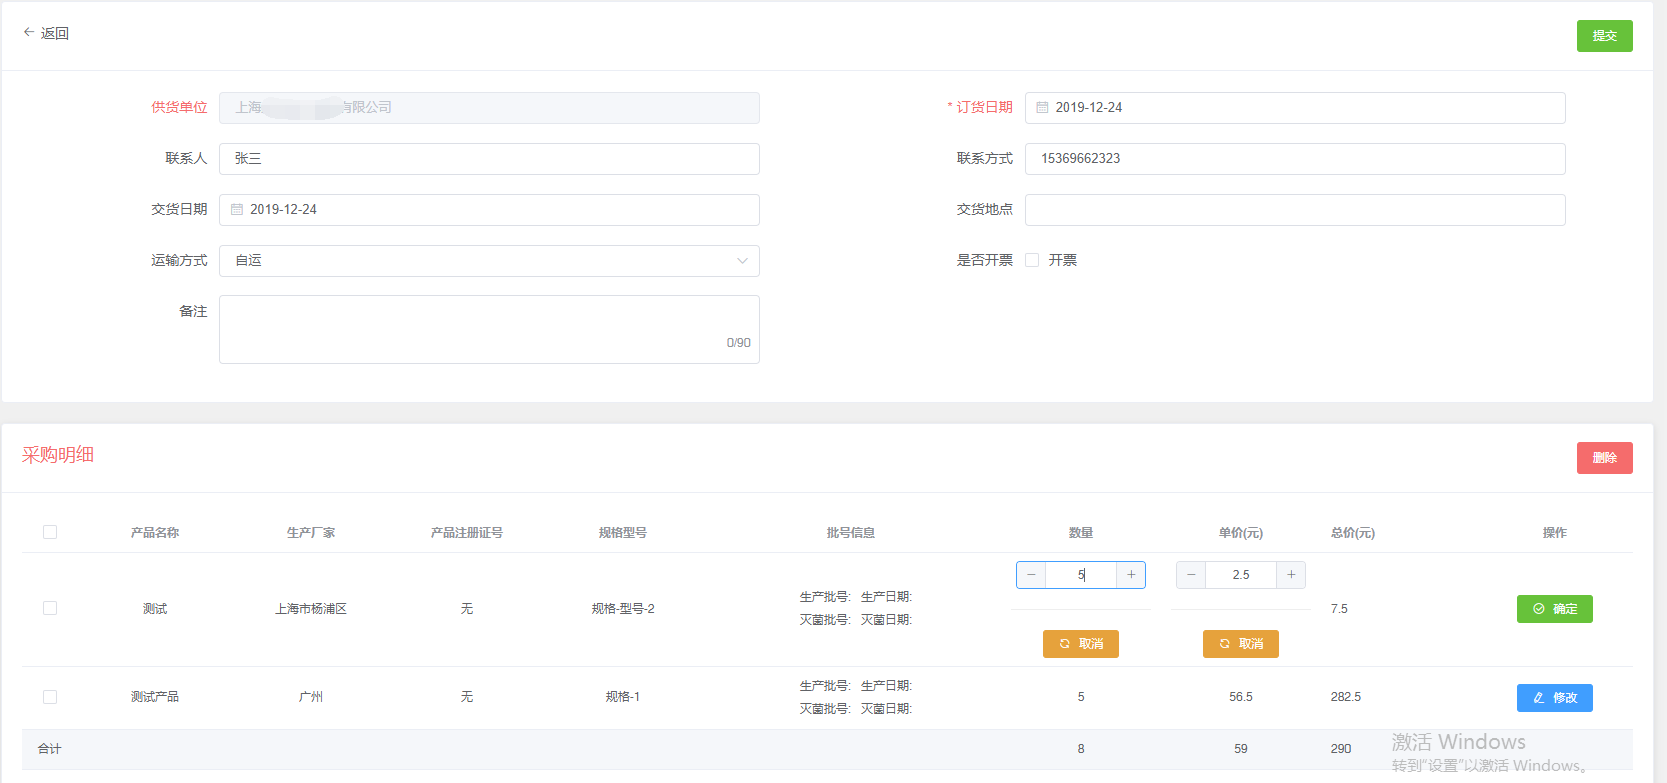 返回
提交
供货单位 上海 有限公司
* 订货日期 2019-12-24
联系人 张三
联系方式 15369662323
交货日期 2019-12-24
交货地点
运输方式 自运
是否开票 开票
备注
0/90
采购明细
删除
产品名称 生产厂家 产品注册证号 规格型号 批号信息 数量 单价(元) 总价(元) 操作
测试 上海市杨浦区 无 规格-型号-2 生产批号: 生产日期:
灭菌批号: 灭菌日期:
5 2.5 7.5 确定
取消 取消
测试产品 广州 无 规格-1 生产批号: 生产日期:
灭菌批号: 灭菌日期:
5 56.5 282.5 修改
合计 8 59 290
激活 Windows
转到"设置"以激活 Windows。